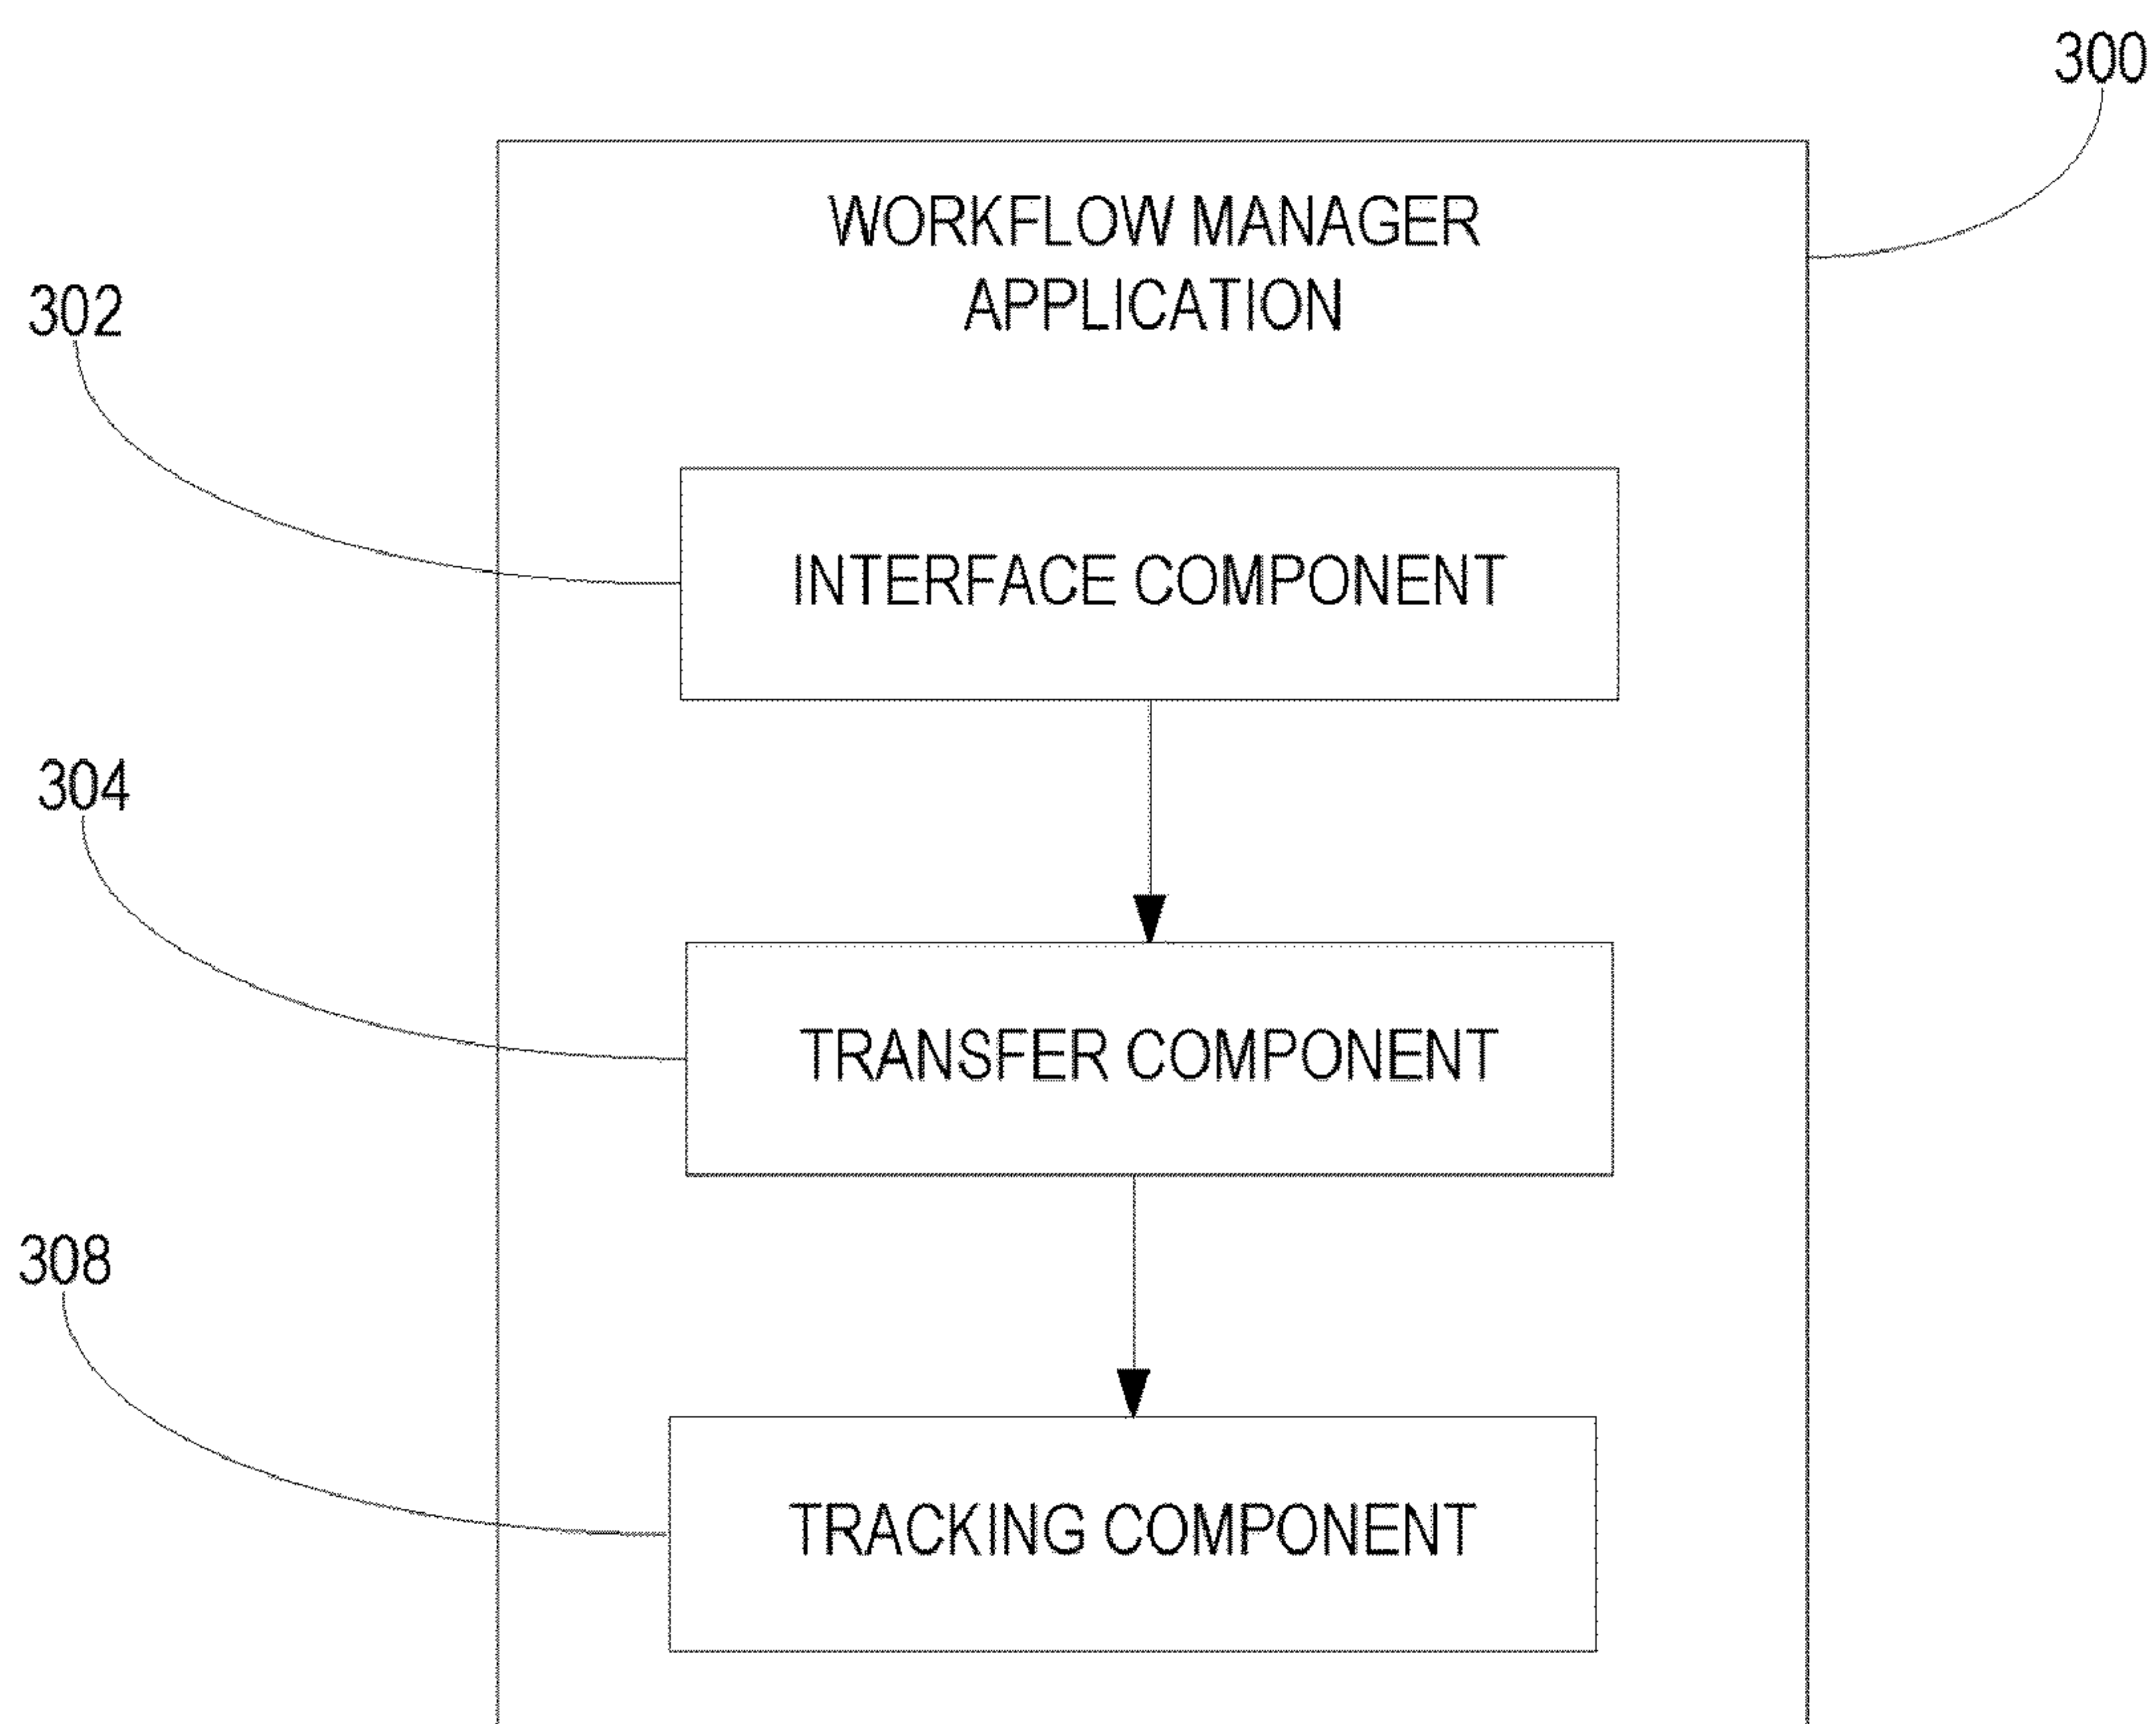 300
WORKFLOW MANAGER
APPLICATION
302
INTERFACE COMPONENT
304
TRANSFER COMPONENT
308
TRACKING COMPONENT